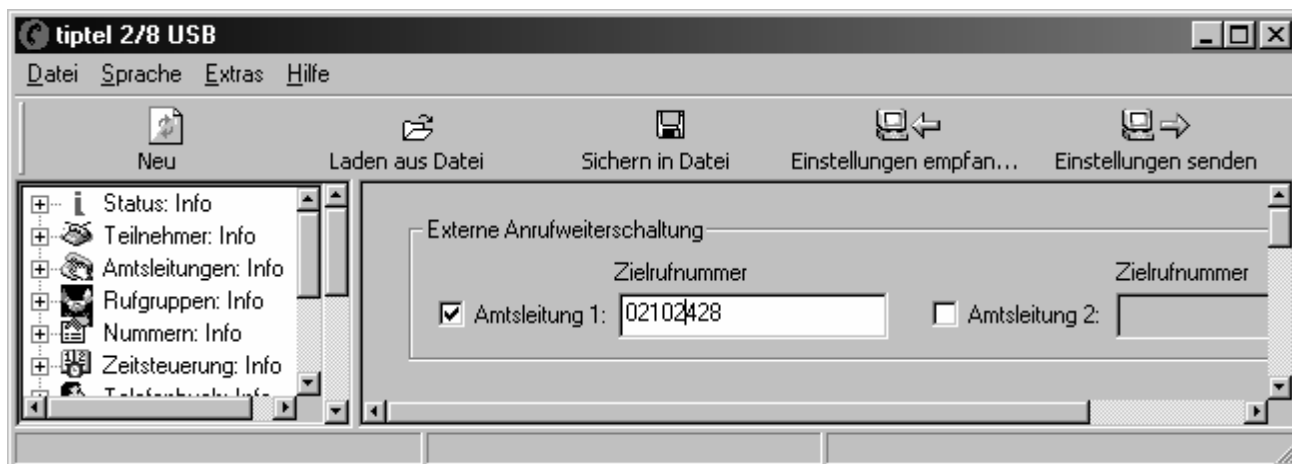 tiptel 2/8 USB
Datei Sprache Extras Hilfe
Neu Laden aus Datei Sichern in Datei Einstellungen empfan... Einstellungen senden
Status: Info
Teilnehmer: Info
Amtsleitungen: Info
Rufgruppen: Info
Nummern: Info
Zeitsteuerung: Info
Telefonbuch: Info
Externe Anrufweiterschaltung
Zielrufnummer Zielrufnummer
Amtsleitung 1: 02102428 Amtsleitung 2: